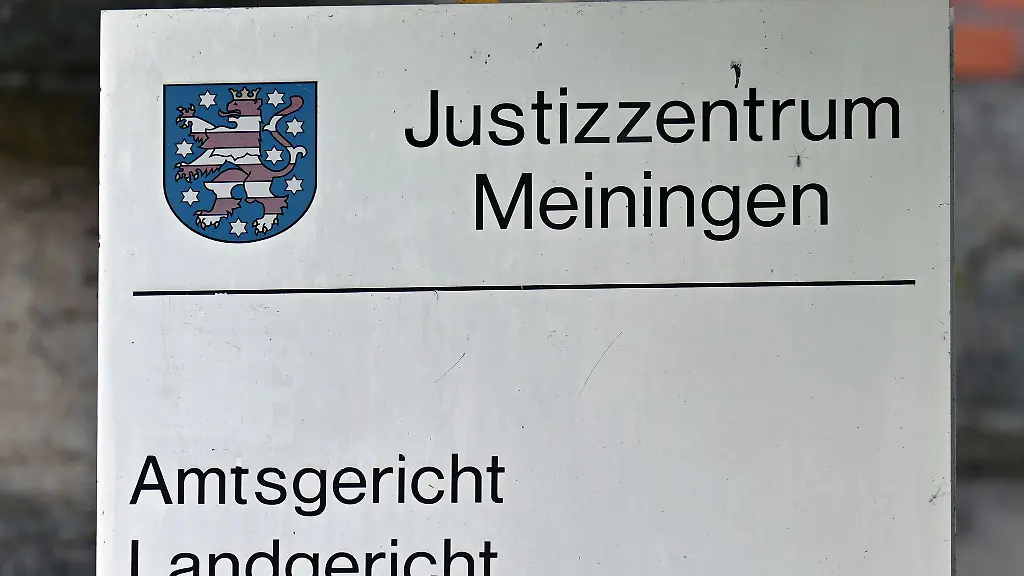 Justizzentrum
Meiningen
Amtsgericht
Landgericht